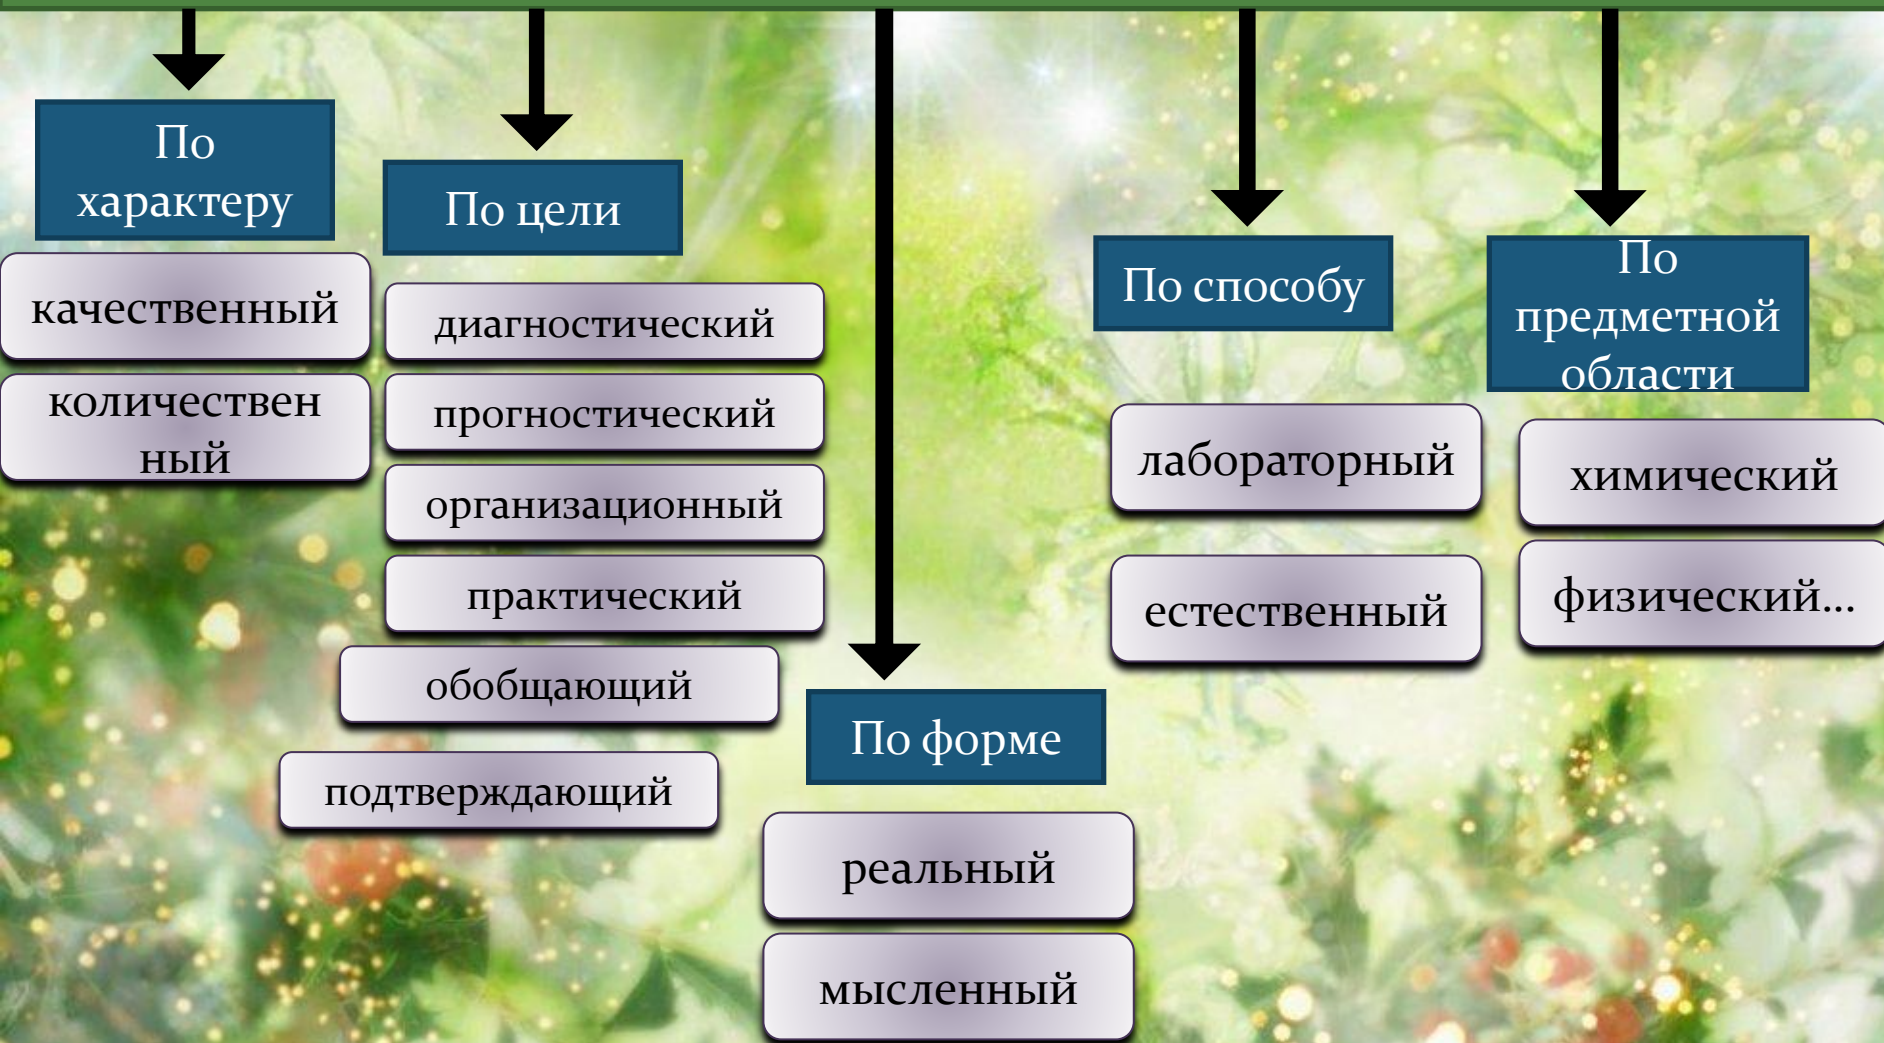 По
характеру
качественный
количествен
ный
По цели
диагностический
прогностический
организационный
практический
обобщающий
подтверждающий
По форме
реальный
мысленный
По способу
лабораторный
естественный
По
предметной
области
химический
физический...